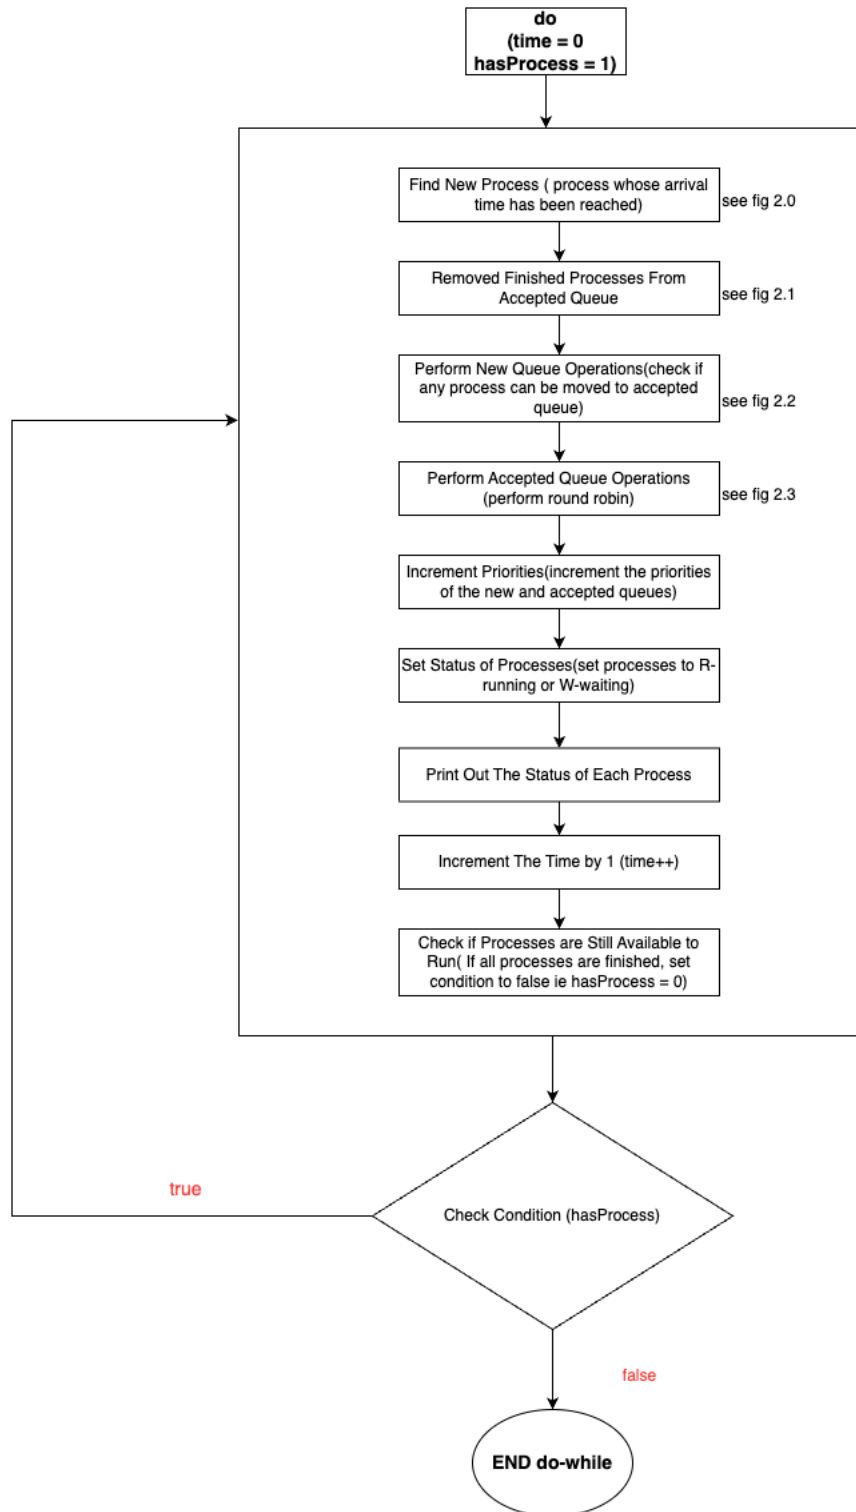 do
(time = 0
hasProcess = 1)
Find New Process ( process whose arrival
time has been reached)
see fig 2.0
Removed Finished Processes From
Accepted Queue
see fig 2.1
Perform New Queue Operations(check if
any process can be moved to accepted
queue)
see fig 2.2
Perform Accepted Queue Operations
(perform round robin)
see fig 2.3
Increment Priorities(increment the priorities
of the new and accepted queues)
Set Status of Processes(set processes to R-
running or W-waiting)
Print Out The Status of Each Process
Increment The Time by 1 (time++)
Check if Processes are Still Available to
Run( If all processes are finished, set
condition to false ie hasProcess = 0)
true
Check Condition (hasProcess)
false
END do-while